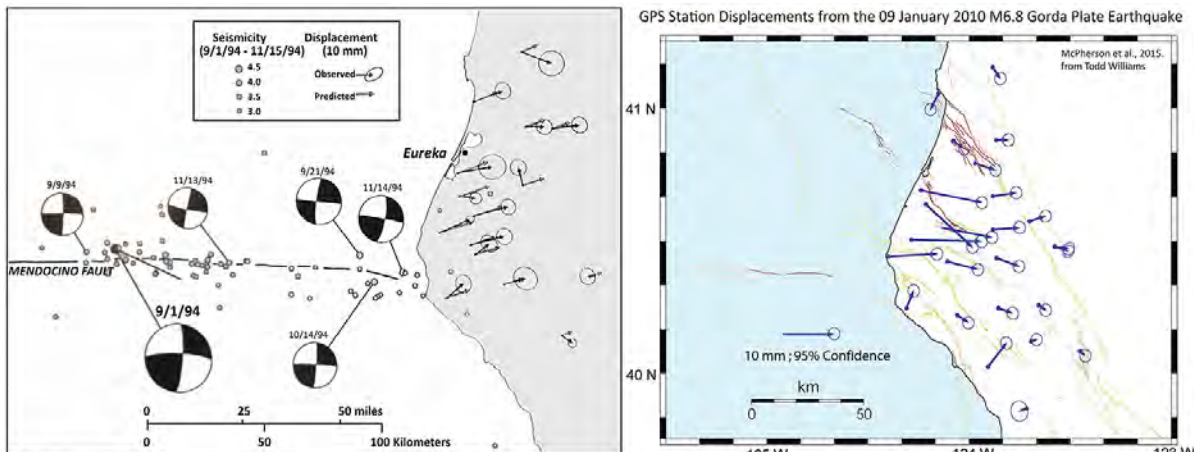 Seismicity
(9/1/94 - 11/15/94)
4.5
4.0
3.5
3.0
Displacement
(10 mm)
Observed
Predicted
Eureka
9/9/94
11/13/94
9/21/94
11/14/94
MENDOCINO FAULT
9/1/94
10/14/94
0 25 50 miles
0 50 100 Kilometers
GPS Station Displacements from the 09 January 2010 M6.8 Gorda Plate Earthquake
McPherson et al., 2015.
from Todd Williams
41 N
10 mm ; 95% Confidence
40 N
km
0 50
125 W 124 W 123 W